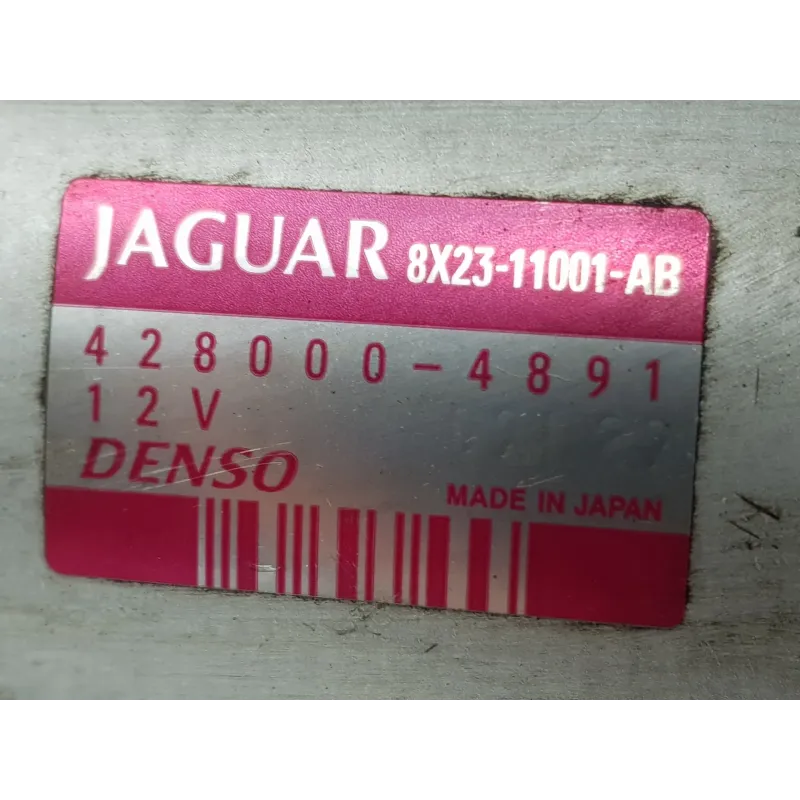 JAGUAR 8X23-11001-AB
428000-4891
12V
DENSO
MADE IN JAPAN